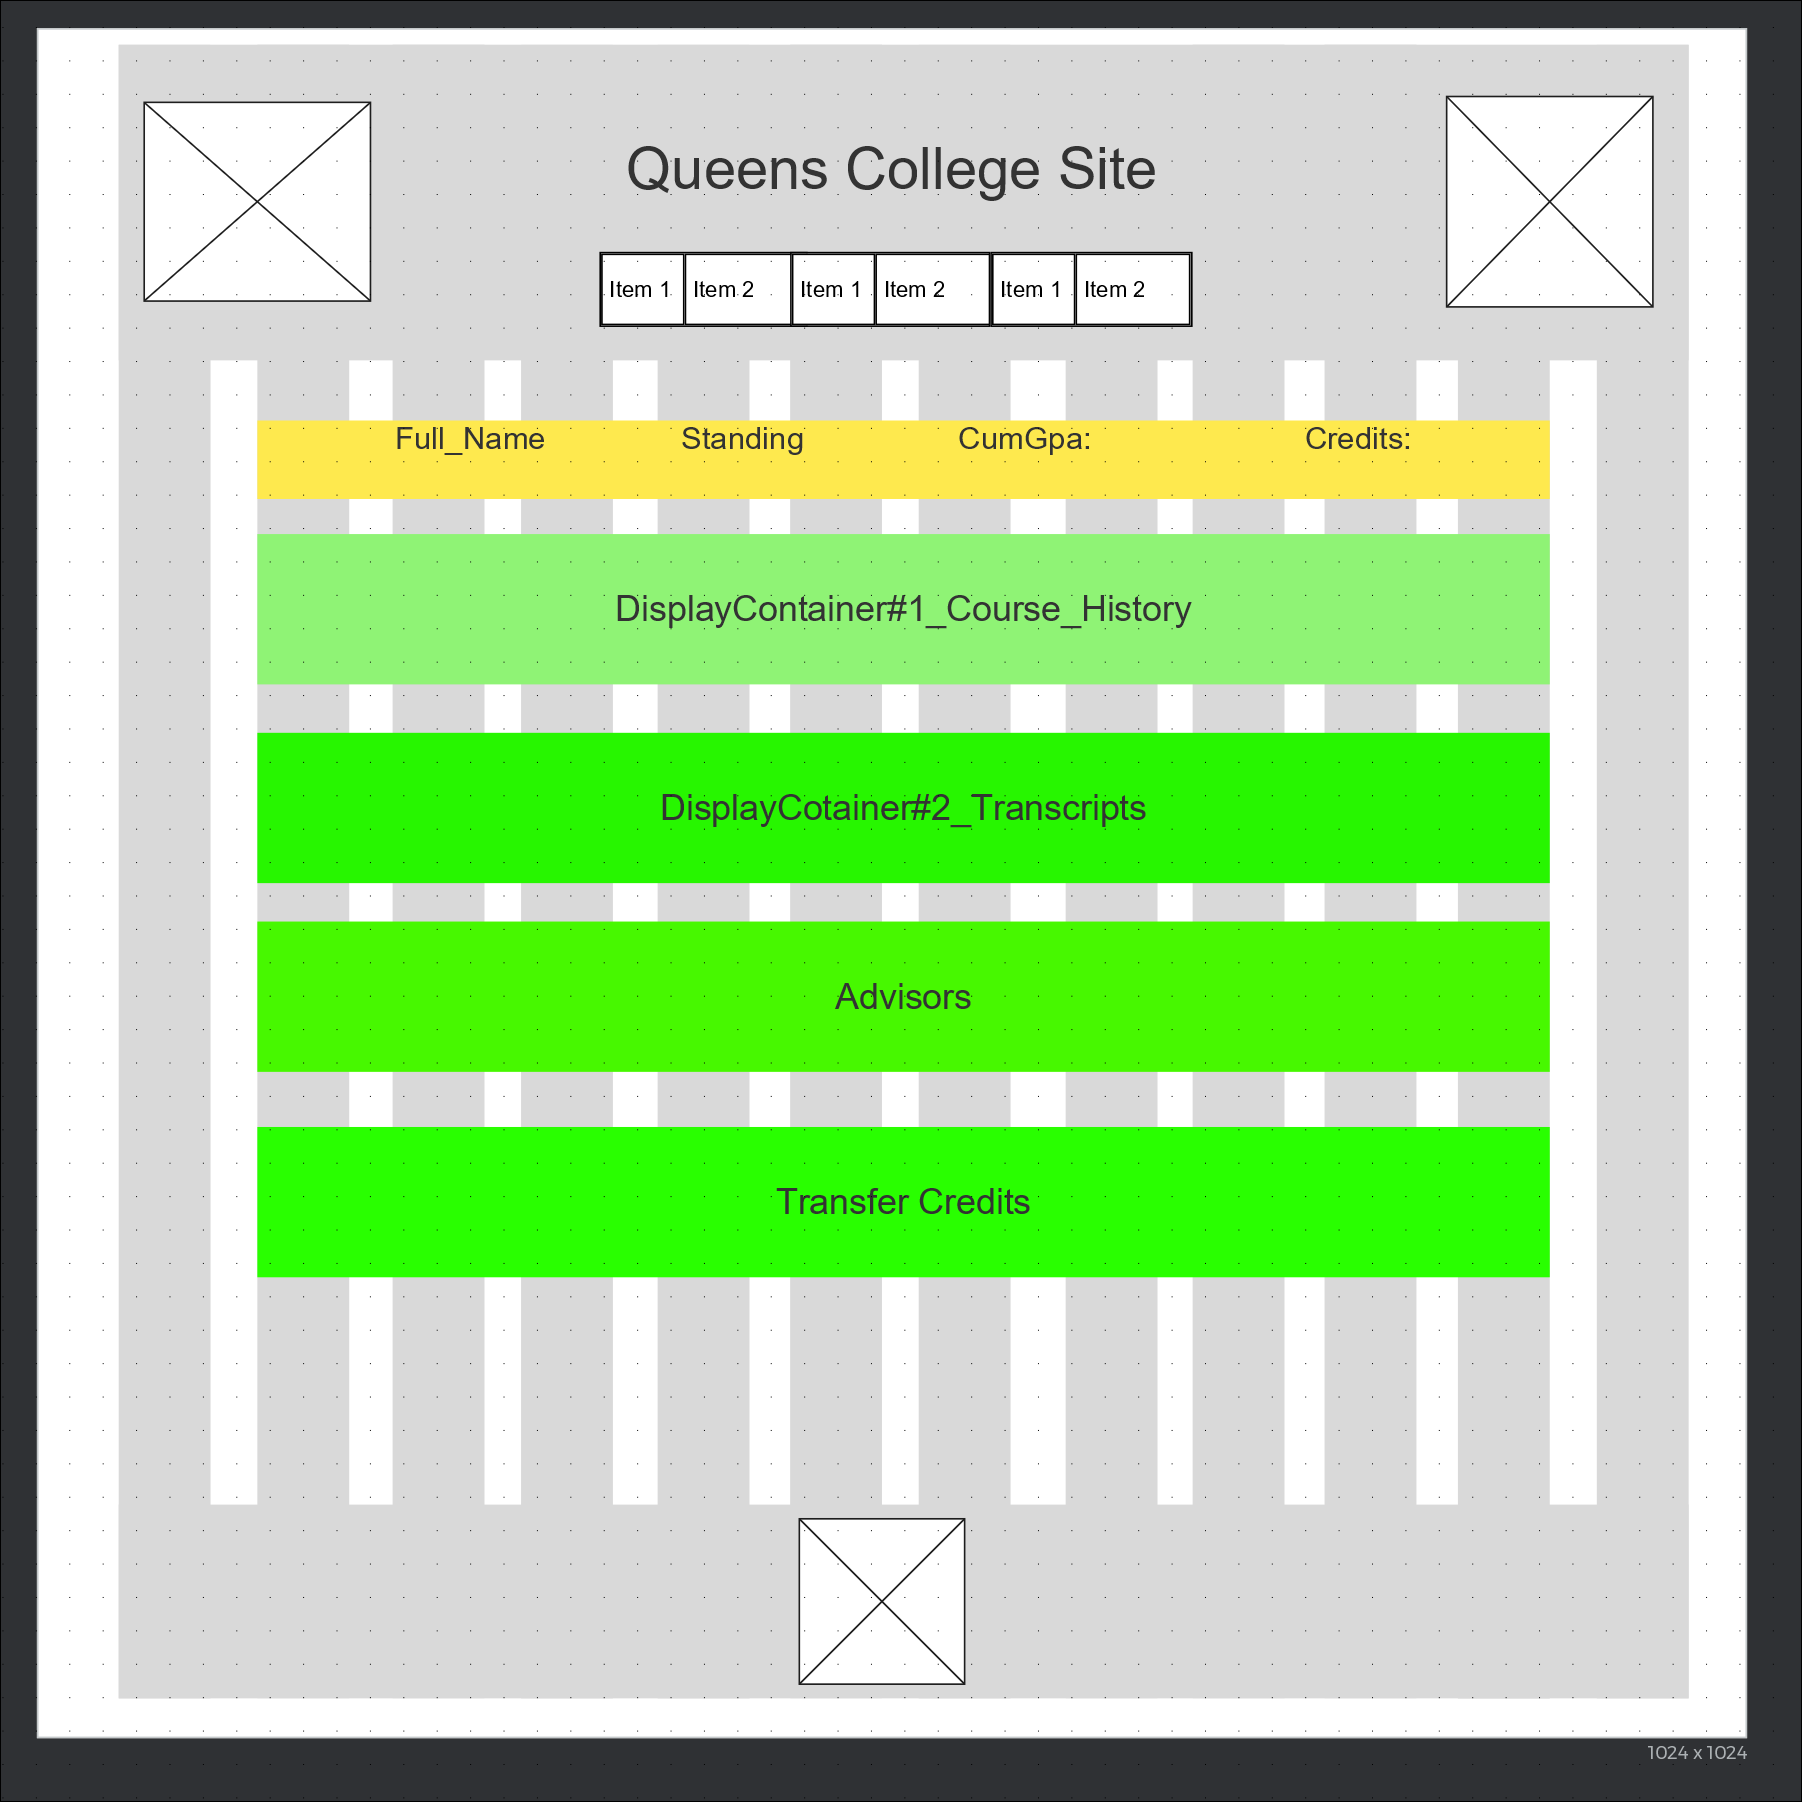 Queens College Site
Item 1 Item 2 Item 1 Item 2 Item 1 Item 2
Full_Name Standing CumGpa: Credits:
DisplayContainer#1_Course_History
DisplayCotainer#2_Transcripts
Advisors
Transfer Credits
1024 x 1024